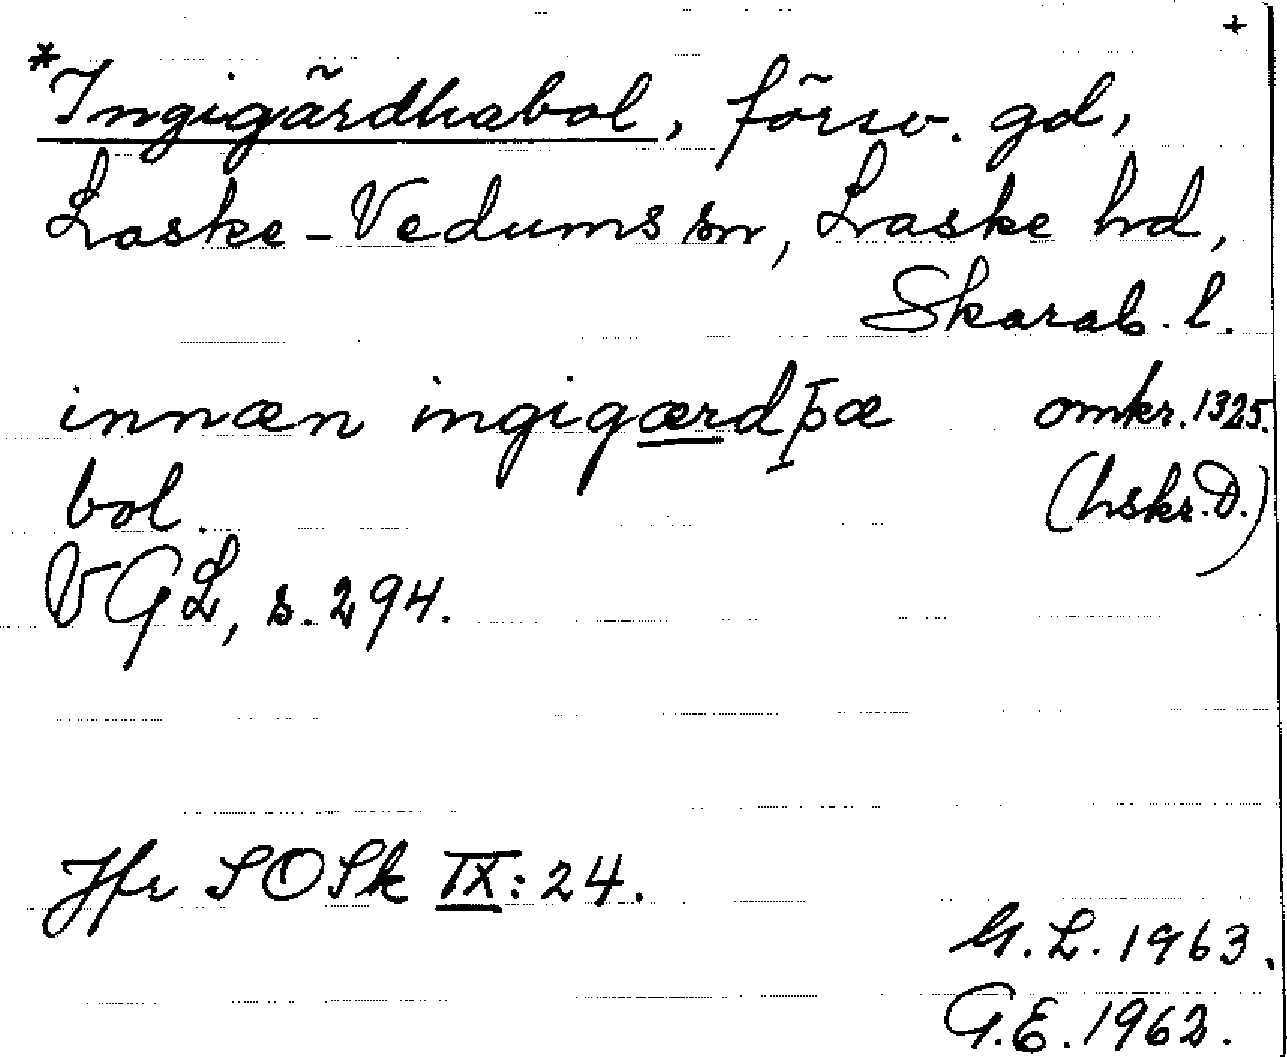 +
*Ingigärdhabol, försv. gd,
Laske-Vedums sn, Laske hd,
Skarab. l.
innæn ingigærdþæ omkr. 1325.
bol. (hskr. D.)
VGL, s. 294.
Jfr SOSk IX: 24.
G. L. 1963.
G. E. 1962.